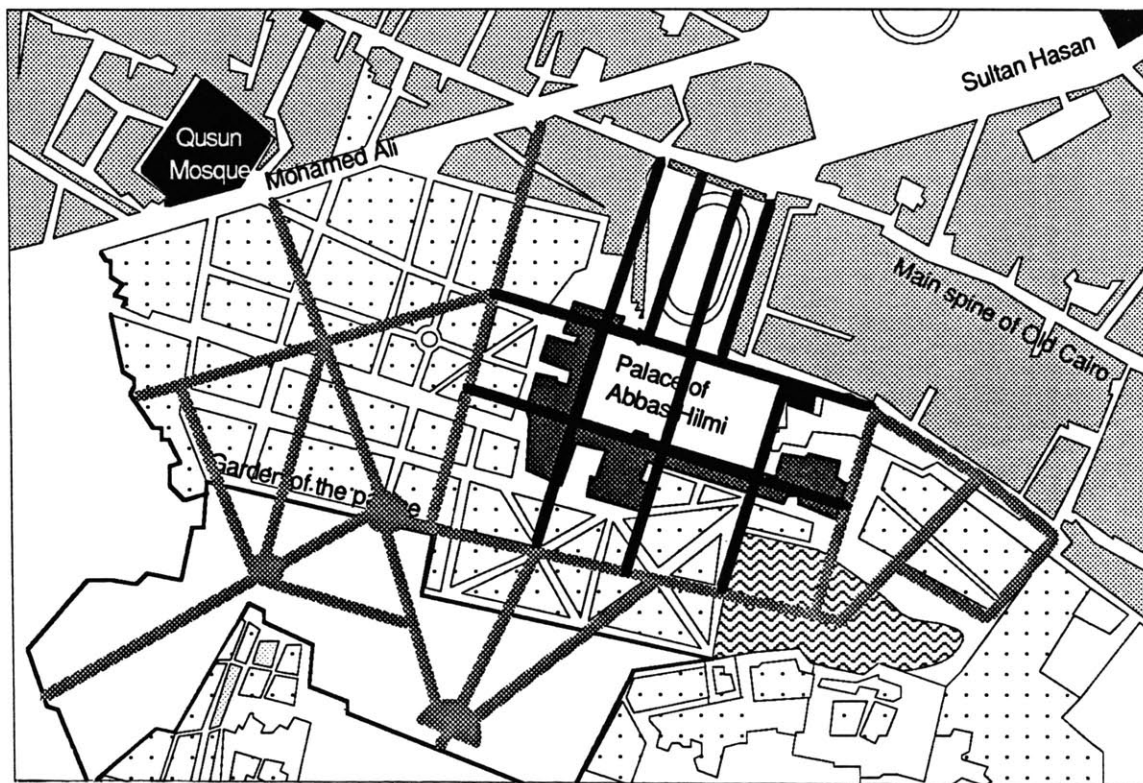 Sultan Hasan
Qusun
Mosque
Mohamed Ali
Main spine of Old Cairo
Palace of
Abbas Hilmi
Garden of the palace